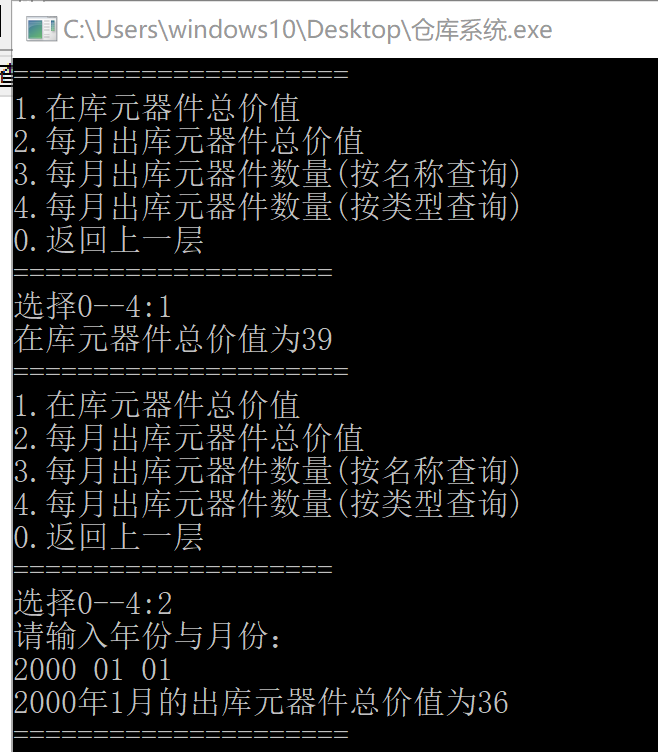 C:\Users\windows10\Desktop\仓库系统.exe
=====================
1.在库元器件总价值
2.每月出库元器件总价值
3.每月出库元器件数量(按名称查询)
4.每月出库元器件数量(按类型查询)
0.返回上一层
====================
选择0--4:1
在库元器件总价值为39
=====================
1.在库元器件总价值
2.每月出库元器件总价值
3.每月出库元器件数量(按名称查询)
4.每月出库元器件数量(按类型查询)
0.返回上一层
====================
选择0--4:2
请输入年份与月份:
2000 01 01
2000年1月的出库元器件总价值为36
=====================